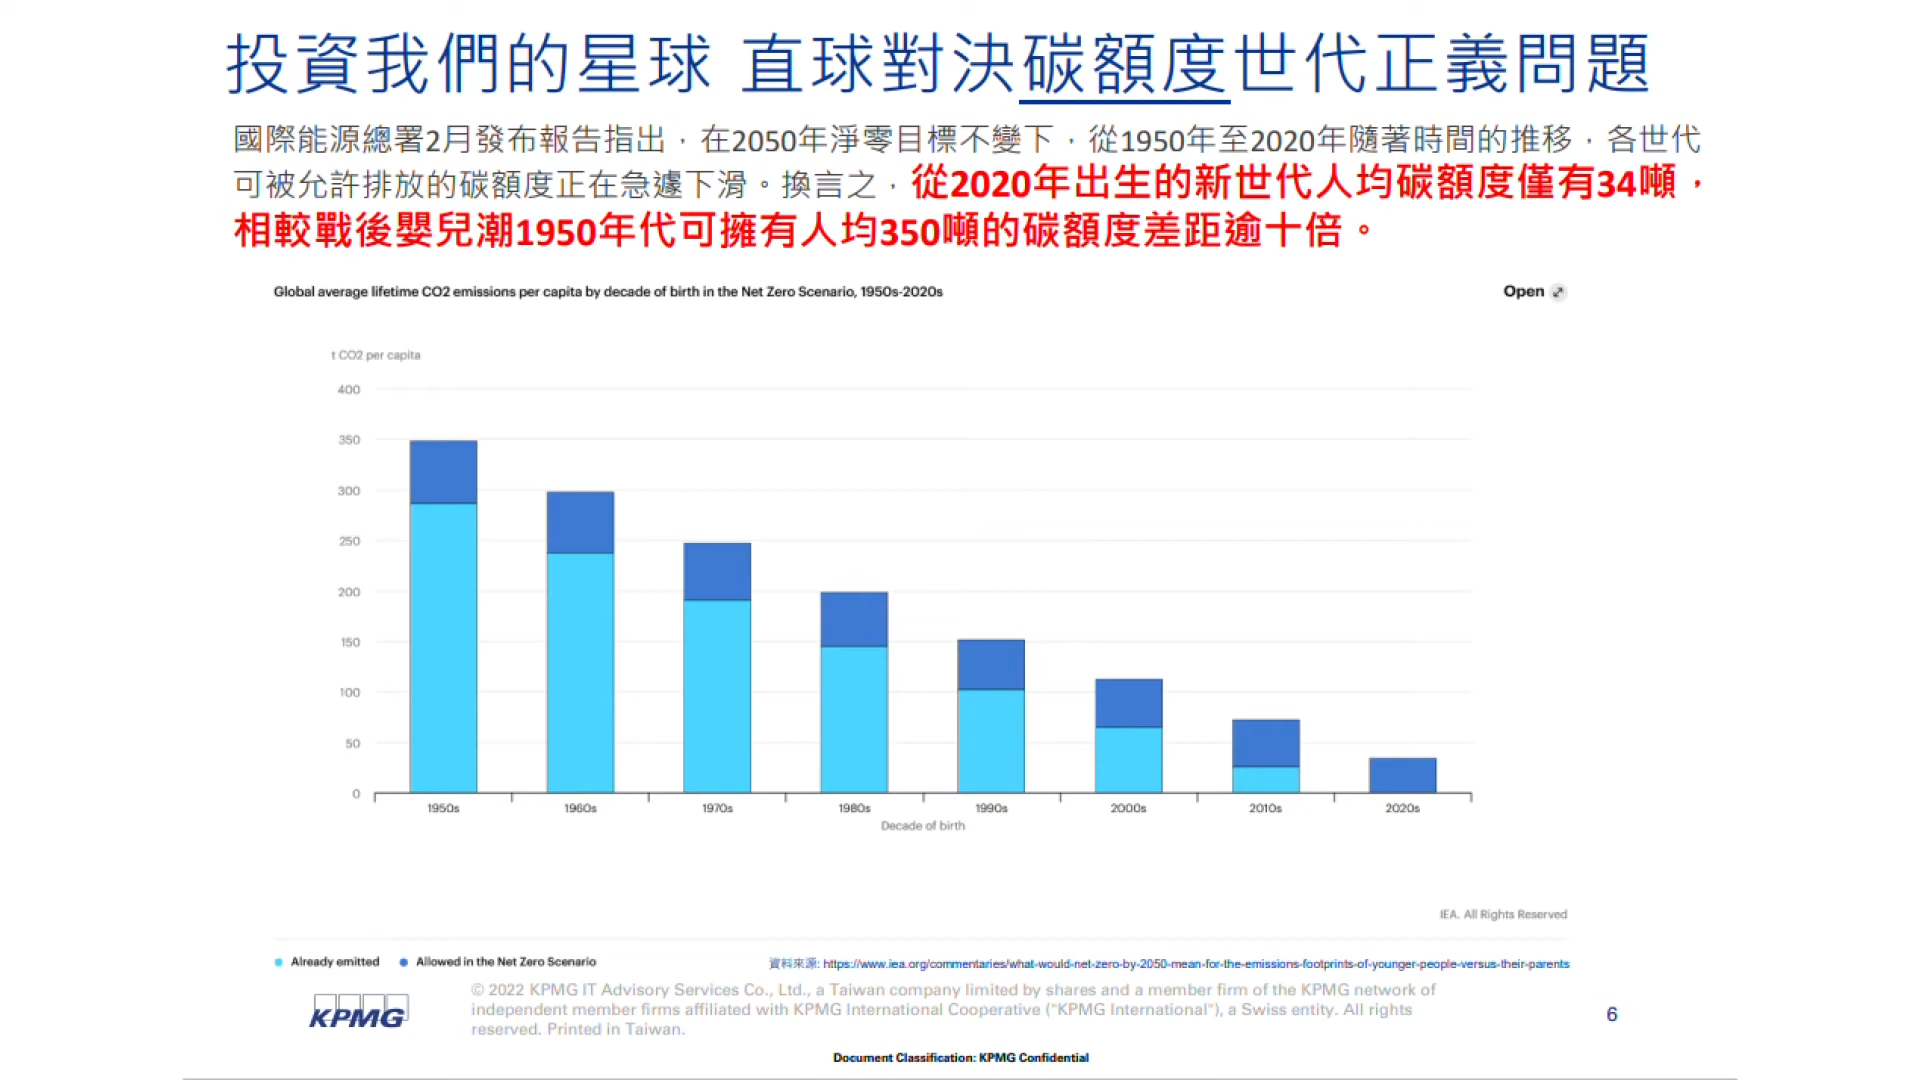 投資我們的星球 直球對決碳額度世代正義問題
國際能源總署2月發布報告指出，在2050年淨零目標不變下，從1950年至2020年隨著時間的推移，各世代
可被允許排放的碳額度正在急遽下滑。換言之，從2020年出生的新世代人均碳額度僅有34噸，
相較戰後嬰兒潮1950年代可擁有人均350噸的碳額度差距逾十倍。
Global average lifetime CO2 emissions per capita by decade of birth in the Net Zero Scenario, 1950s-2020s
Open
t CO2 per capita
400
350
300
250
200
150
100
50
0
1950s 1960s 1970s 1980s 1990s 2000s 2010s 2020s
Decade of birth
IEA. All Rights Reserved
Already emitted Allowed in the Net Zero Scenario
資料來源: https://www.iea.org/commentaries/what-would-net-zero-by-2050-mean-for-the-emissions-footprints-of-younger-people-versus-their-parents
KPMG
© 2022 KPMG IT Advisory Services Co., Ltd., a Taiwan company limited by shares and a member firm of the KPMG network of
independent member firms affiliated with KPMG International Cooperative ("KPMG International"), a Swiss entity. All rights
reserved. Printed in Taiwan.
6
Document Classification: KPMG Confidential